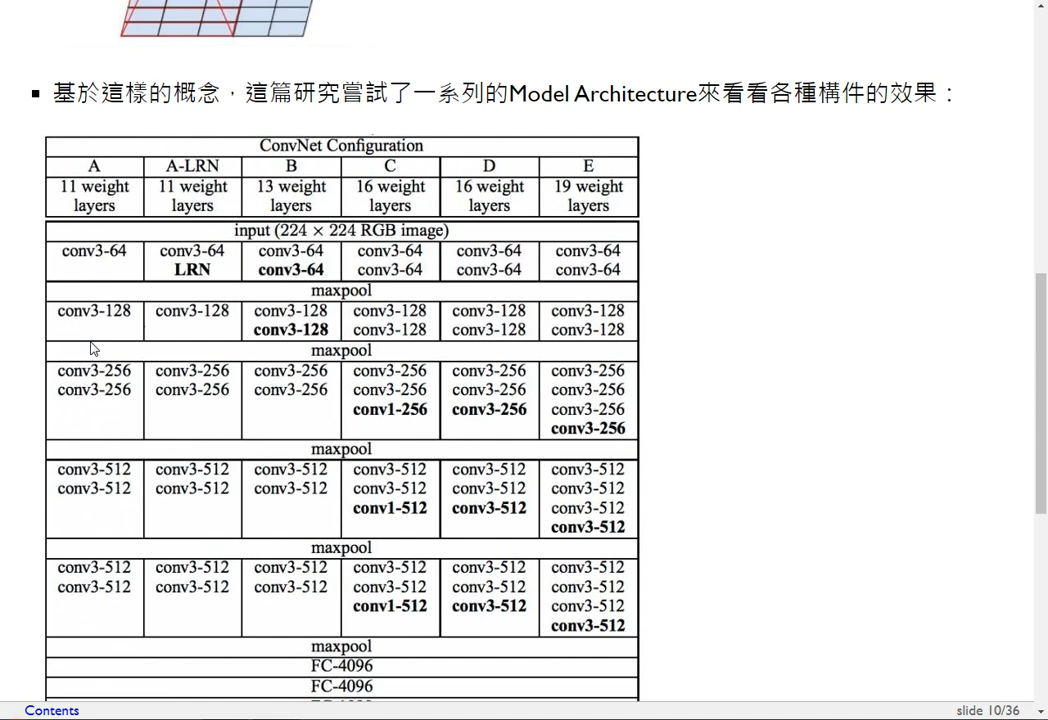 ▪ 基於這樣的概念，這篇研究嘗試了一系列的Model Architecture來看看各種構件的效果：
ConvNet Configuration
A A-LRN B C D E
11 weight layers 11 weight layers 13 weight layers 16 weight layers 16 weight layers 19 weight layers
input (224 × 224 RGB image)
conv3-64 conv3-64 conv3-64 conv3-64 conv3-64 conv3-64
LRN conv3-64 conv3-64 conv3-64 conv3-64
maxpool
conv3-128 conv3-128 conv3-128 conv3-128 conv3-128 conv3-128
conv3-128 conv3-128 conv3-128 conv3-128
maxpool
conv3-256 conv3-256 conv3-256 conv3-256 conv3-256 conv3-256
conv3-256 conv3-256 conv3-256 conv3-256 conv3-256 conv3-256
conv1-256 conv3-256 conv3-256
conv3-256
maxpool
conv3-512 conv3-512 conv3-512 conv3-512 conv3-512 conv3-512
conv3-512 conv3-512 conv3-512 conv3-512 conv3-512 conv3-512
conv1-512 conv3-512 conv3-512
conv3-512
maxpool
conv3-512 conv3-512 conv3-512 conv3-512 conv3-512 conv3-512
conv3-512 conv3-512 conv3-512 conv3-512 conv3-512 conv3-512
conv1-512 conv3-512 conv3-512
conv3-512
maxpool
FC-4096
FC-4096
Contents
slide 10/36